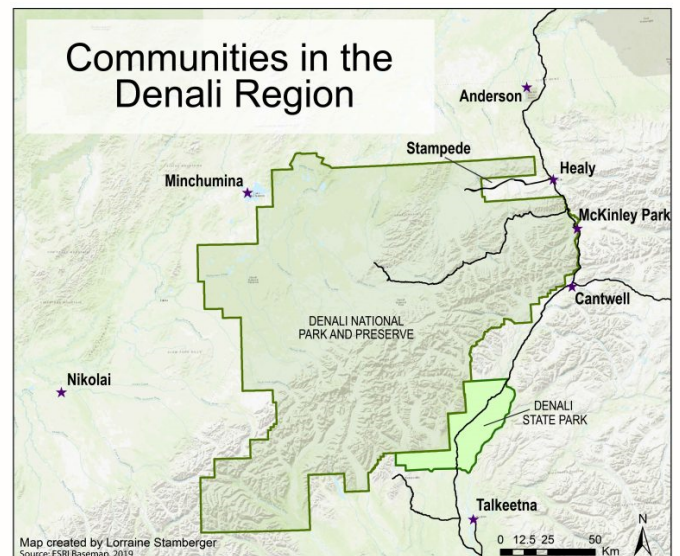 Communities in the
Denali Region
Anderson
Stampede
Healy
Minchumina
McKinley Park
Cantwell
DENALI NATIONAL
PARK AND PRESERVE
Nikolai
DENALI
STATE PARK
Talkeetna
Map created by Lorraine Stamberger
Source: ESRI Basemap, 2019
0 12.5 25 50
Km
N